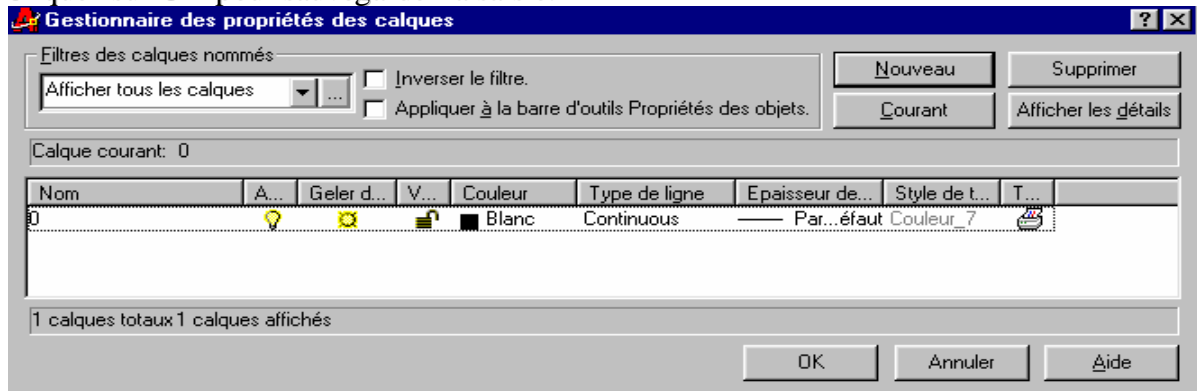 Gestionnaire des propriétés des calques
Filtres des calques nommés
Afficher tous les calques
...
Inverser le filtre.
Appliquer à la barre d'outils Propriétés des objets.
Nouveau
Supprimer
Courant
Afficher les détails
Calque courant: 0
Nom A... Geler d... V... Couleur Type de ligne Epaisseur de... Style de t... T...
0 Blanc Continuous Par...éfaut Couleur_7
1 calques totaux 1 calques affichés
OK Annuler Aide